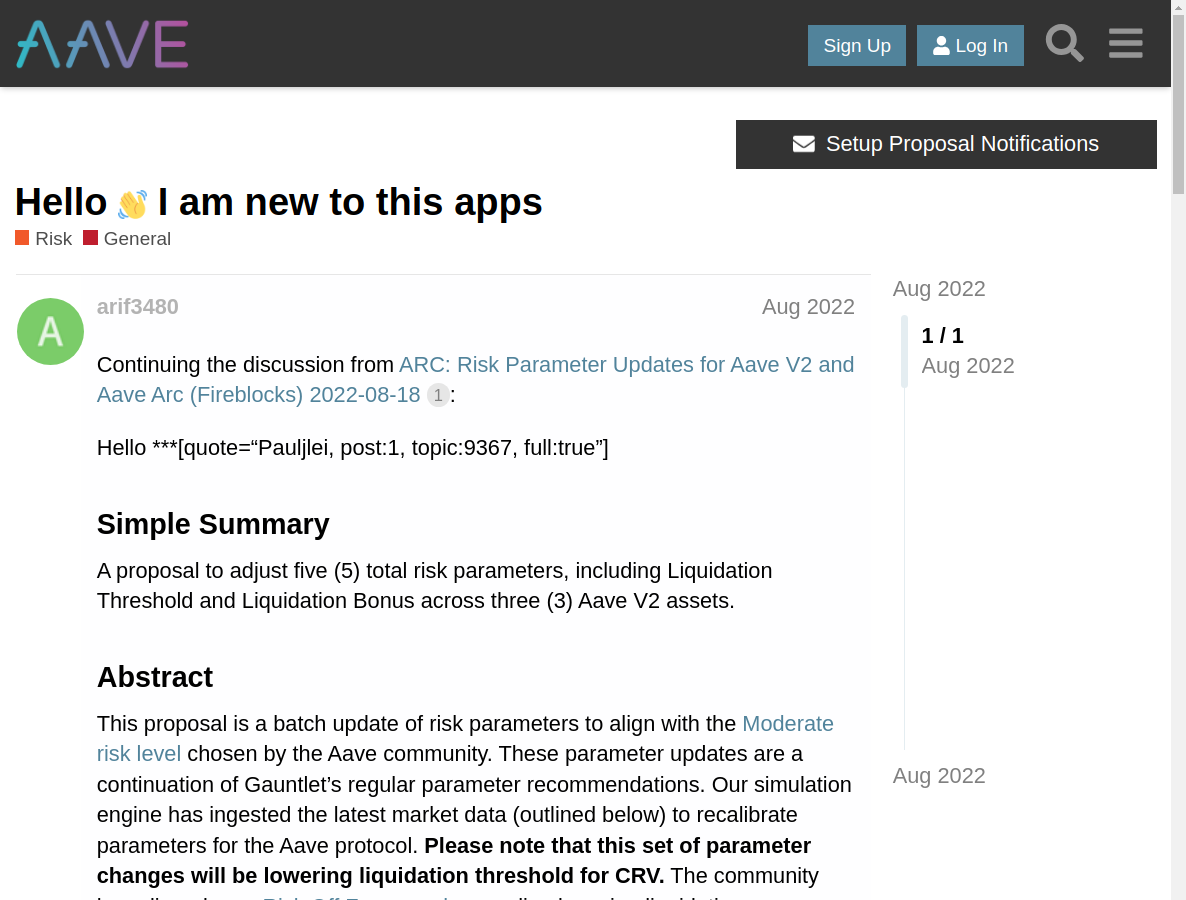 AAVE
Sign Up
Log In
Setup Proposal Notifications
Hello 👋 I am new to this apps
Risk General
arif3480
Aug 2022
Aug 2022
1 / 1
Aug 2022
A
Continuing the discussion from ARC: Risk Parameter Updates for Aave V2 and
Aave Arc (Fireblocks) 2022-08-18 1:
Hello ***[quote=“Pauljlei, post:1, topic:9367, full:true”]
Simple Summary
A proposal to adjust five (5) total risk parameters, including Liquidation
Threshold and Liquidation Bonus across three (3) Aave V2 assets.
Abstract
This proposal is a batch update of risk parameters to align with the Moderate
risk level chosen by the Aave community. These parameter updates are a
continuation of Gauntlet’s regular parameter recommendations. Our simulation
engine has ingested the latest market data (outlined below) to recalibrate
parameters for the Aave protocol. Please note that this set of parameter
changes will be lowering liquidation threshold for CRV. The community
Aug 2022